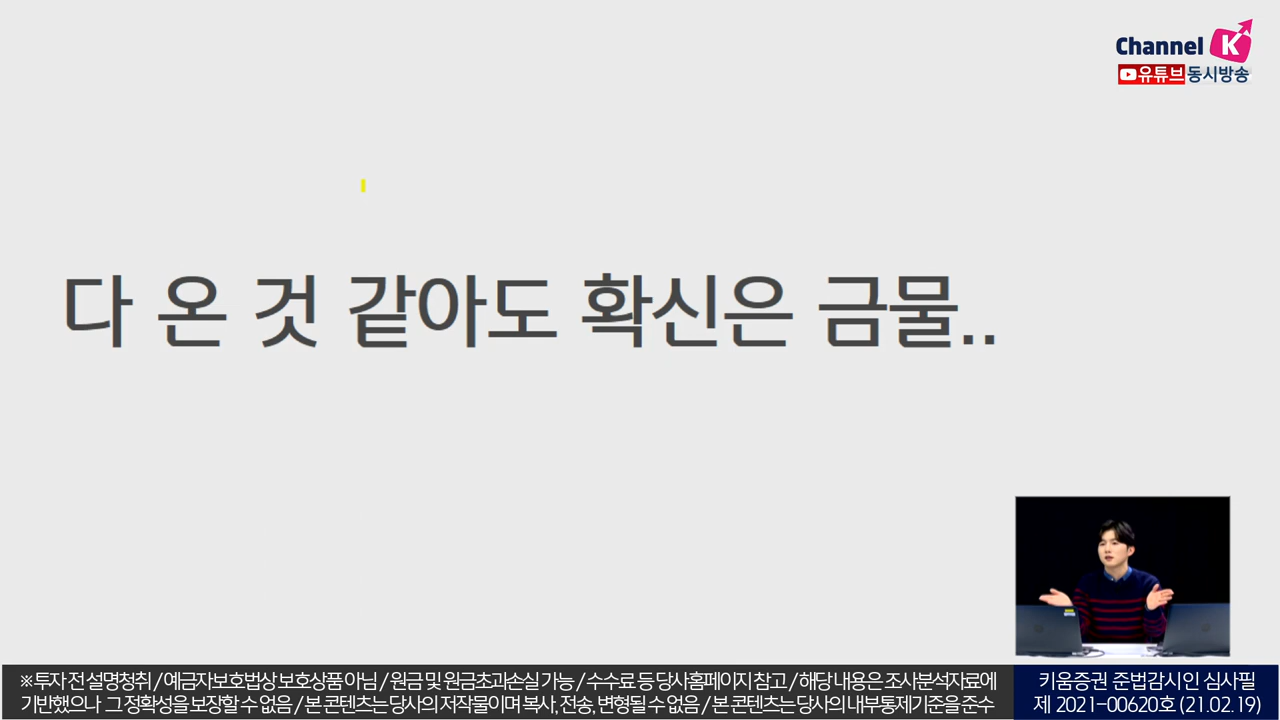 Channel K
유튜브 동시방송
다 온 것 같아도 확신은 금물..
※ 투자 전 설명청취 / 예금자보호법상 보호상품 아님 / 원금 및 원금초과손실 가능 / 수수료 등 당사홈페이지 참고 / 해당 내용은 조사분석자료에
기반했으나 그 정확성을 보장할 수 없음 / 본 콘텐츠는 당사의 저작물이며 복사, 전송, 변형될 수 없음 / 본 콘텐츠는 당사의 내부통제기준을 준수
키움증권 준법감시인 심사필
제 2021-00620호 (21.02.19)